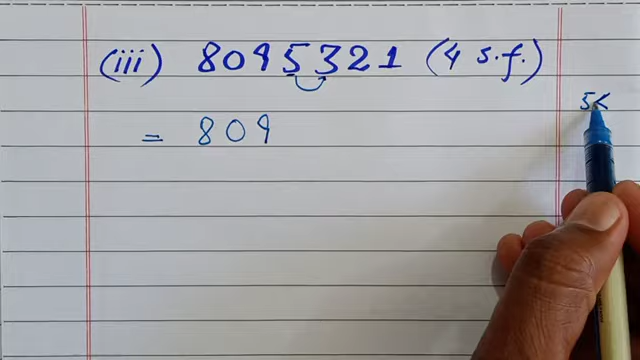 (iii) 8095321 (4 s.f.)
5<
= 809